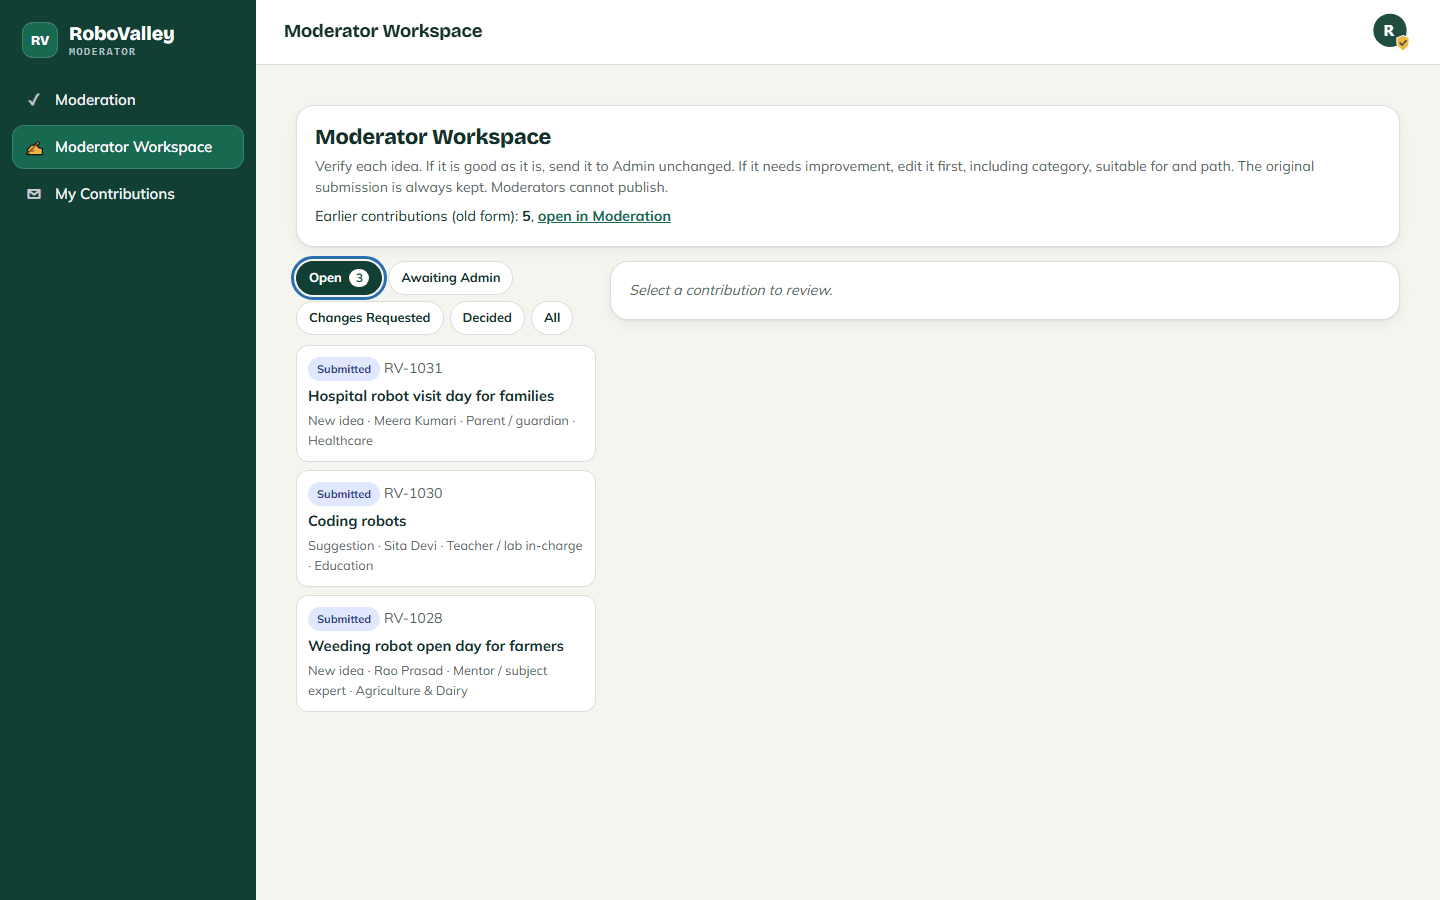 RV
RoboValley
MODERATOR
Moderation
Moderator Workspace
My Contributions
Moderator Workspace
R
Moderator Workspace
Verify each idea. If it is good as it is, send it to Admin unchanged. If it needs improvement, edit it first, including category, suitable for and path. The original
submission is always kept. Moderators cannot publish.
Earlier contributions (old form): 5, open in Moderation
Open 3
Awaiting Admin
Changes Requested
Decided
All
Submitted RV-1031
Hospital robot visit day for families
New idea · Meera Kumari · Parent / guardian ·
Healthcare
Submitted RV-1030
Coding robots
Suggestion · Sita Devi · Teacher / lab in-charge
· Education
Submitted RV-1028
Weeding robot open day for farmers
New idea · Rao Prasad · Mentor / subject
expert · Agriculture & Dairy
Select a contribution to review.